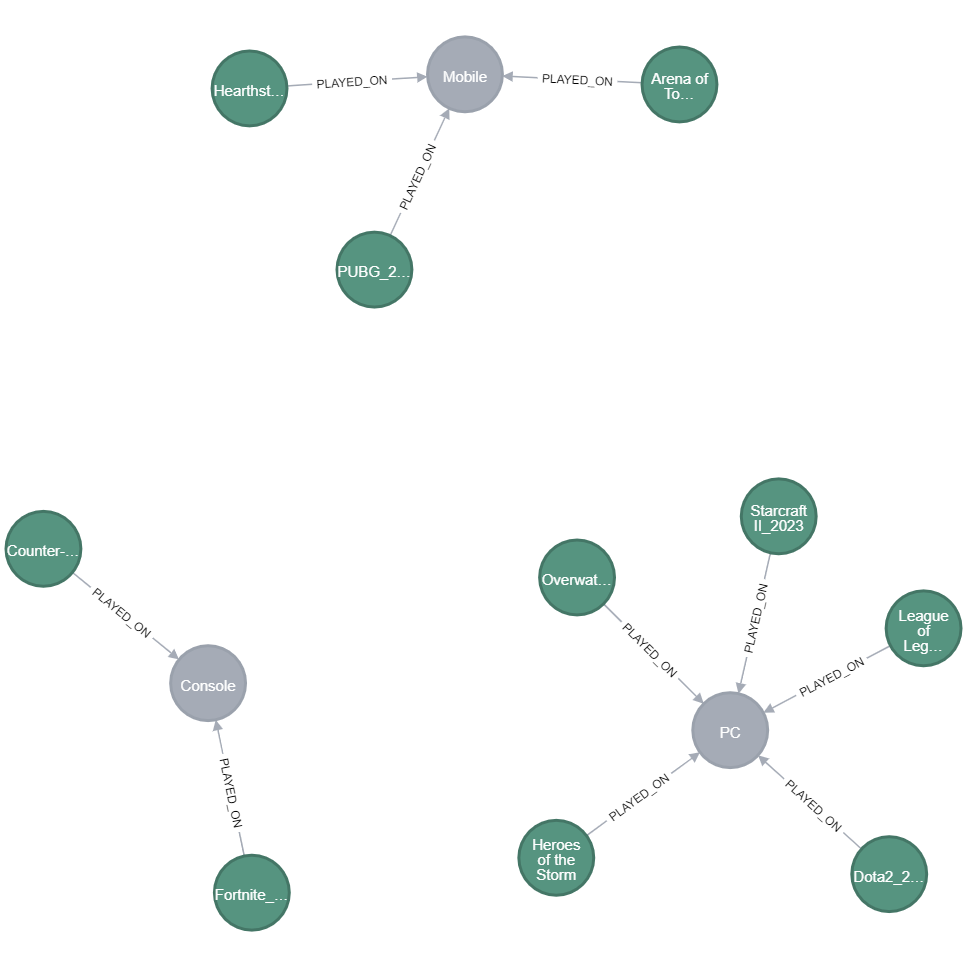 Hearthst...
PLAYED_ON
Mobile
PLAYED_ON
Arena of
To...
PLAYED_ON
PUBG_2...
Counter-...
PLAYED_ON
Console
PLAYED_ON
Fortnite_...
Starcraft
II_2023
Overwat...
PLAYED_ON
PLAYED_ON
League
of
Leg...
PLAYED_ON
PC
PLAYED_ON
PLAYED_ON
Heroes
of the
Storm
Dota2_2...